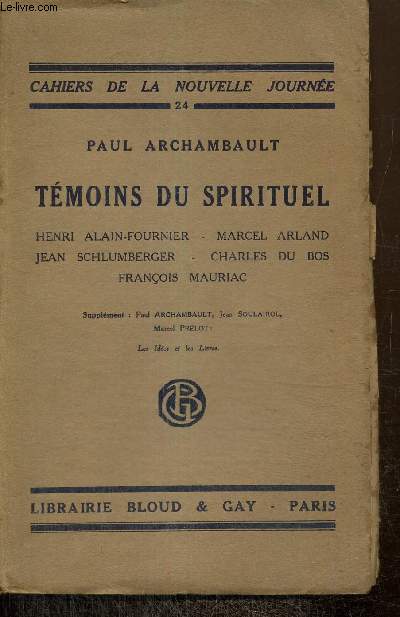 Le-livre.com
CAHIERS DE LA NOUVELLE JOURNÉE
24
PAUL ARCHAMBAULT
TÉMOINS DU SPIRITUEL
HENRI ALAIN-FOURNIER - MARCEL ARLAND
JEAN SCHLUMBERGER - CHARLES DU BOS
FRANÇOIS MAURIAC
Supplément : Paul ARCHAMBAULT, Jean SOULAIROL,
Marcel PRÉLOT :
Les Idées et les Livres.
BG
LIBRAIRIE BLOUD & GAY - PARIS